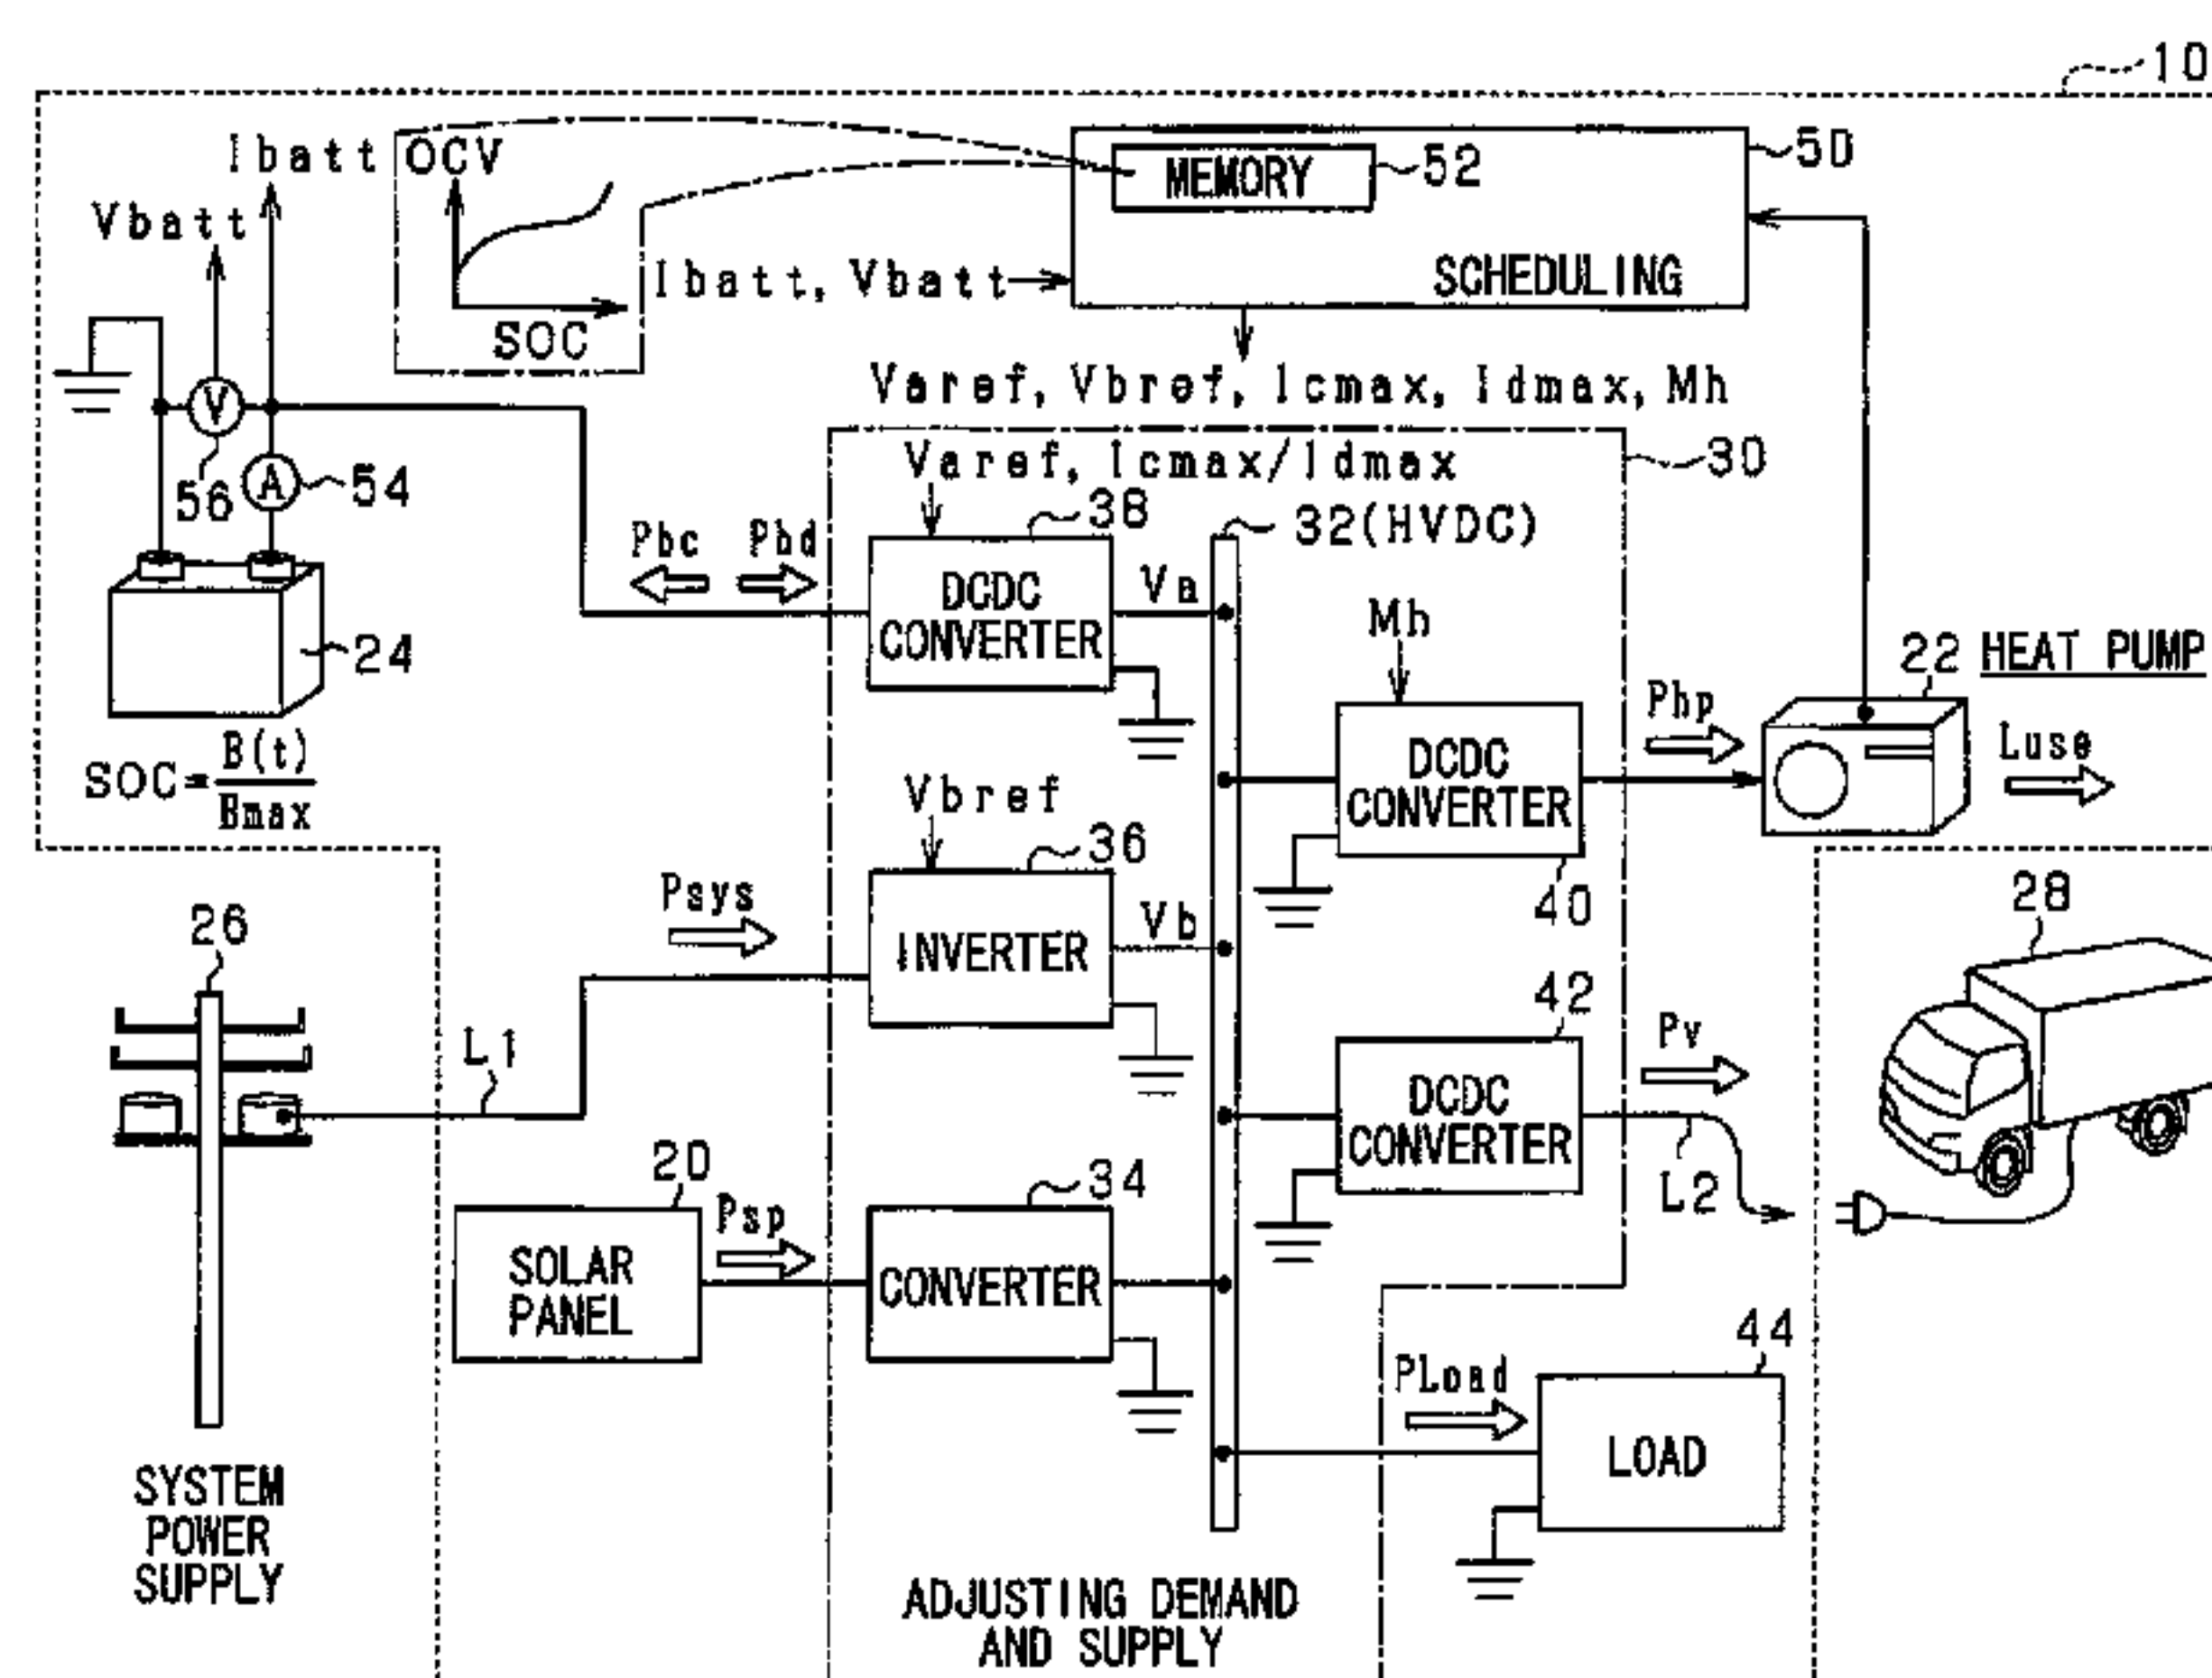 10
Ibatt
OCV
Vbatt
MEMORY
52
50
Ibatt, Vbatt
SCHEDULING
SOC
Varef, Vbref, Icmax, Idmax, Mh
V
56
A
54
Varef, Icmax/Idmax
30
38
32(HVDC)
Pbc
Pbd
DCDC
CONVERTER
Va
24
Mh
22
HEAT PUMP
Php
Luse
SOC=B(t)
Bmax
DCDC
CONVERTER
40
Vbref
36
Psys
INVERTER
Vb
26
28
42
L1
Pv
DCDC
CONVERTER
L2
20
Psp
34
SOLAR
PANEL
CONVERTER
44
PLoad
LOAD
SYSTEM
POWER
SUPPLY
ADJUSTING DEMAND
AND SUPPLY